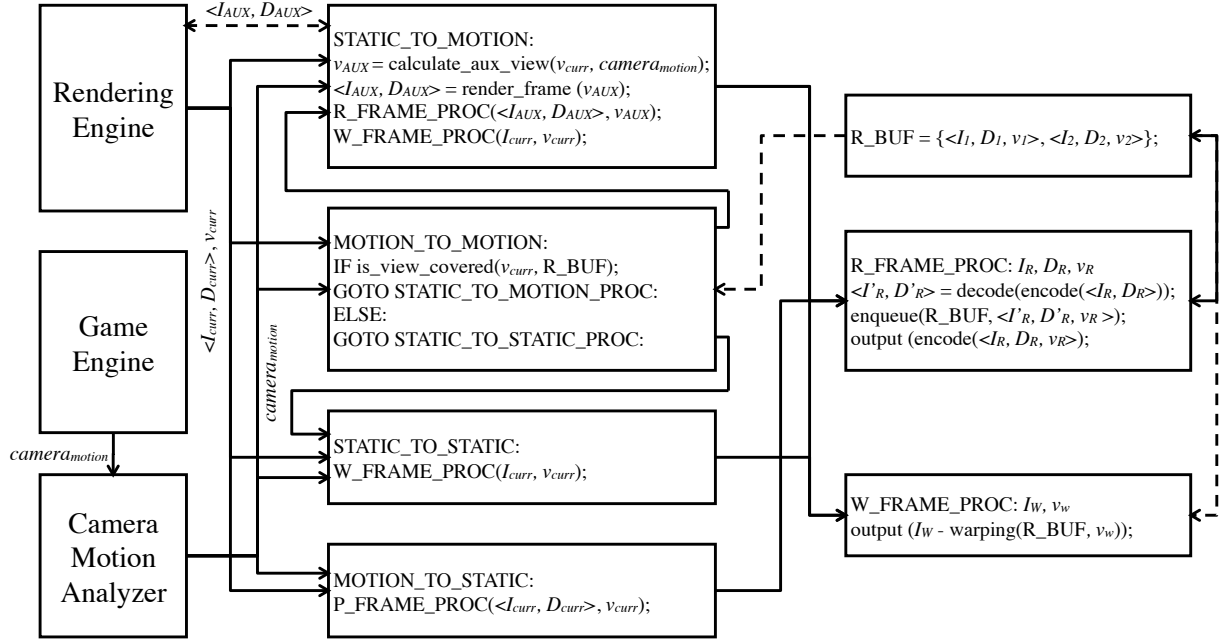 <I_AUX, D_AUX>
Rendering
Engine
Game
Engine
camera_motion
Camera
Motion
Analyzer
<I_curr, D_curr>, v_curr
camera_motion
STATIC_TO_MOTION:
v_AUX = calculate_aux_view(v_curr, camera_motion);
<I_AUX, D_AUX> = render_frame (v_AUX);
R_FRAME_PROC(<I_AUX, D_AUX>, v_AUX);
W_FRAME_PROC(I_curr, v_curr);
MOTION_TO_MOTION:
IF is_view_covered(v_curr, R_BUF);
GOTO STATIC_TO_MOTION_PROC:
ELSE:
GOTO STATIC_TO_STATIC_PROC:
STATIC_TO_STATIC:
W_FRAME_PROC(I_curr, v_curr);
MOTION_TO_STATIC:
P_FRAME_PROC(<I_curr, D_curr>, v_curr);
R_BUF = {<I_1, D_1, v_1>, <I_2, D_2, v_2>};
R_FRAME_PROC: I_R, D_R, v_R
<I'_R, D'_R> = decode(encode(<I_R, D_R>));
enqueue(R_BUF, <I'_R, D'_R, v_R >);
output (encode(<I_R, D_R, v_R>);
W_FRAME_PROC: I_W, v_w
output (I_W - warping(R_BUF, v_w));